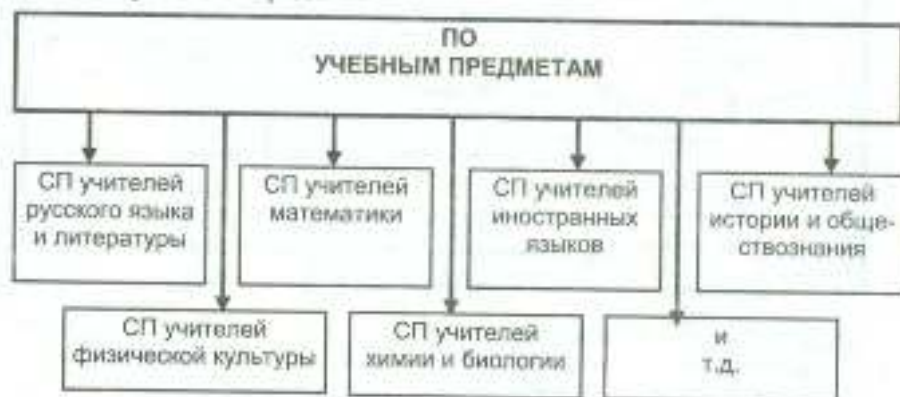 ПО
УЧЕБНЫМ ПРЕДМЕТАМ
СП учителей
русского языка
и литературы
СП учителей
математики
СП учителей
иностранных
языков
СП учителей
истории и обще-
ствознания
СП учителей
физической культуры
СП учителей
химии и биологии
и
т.д.